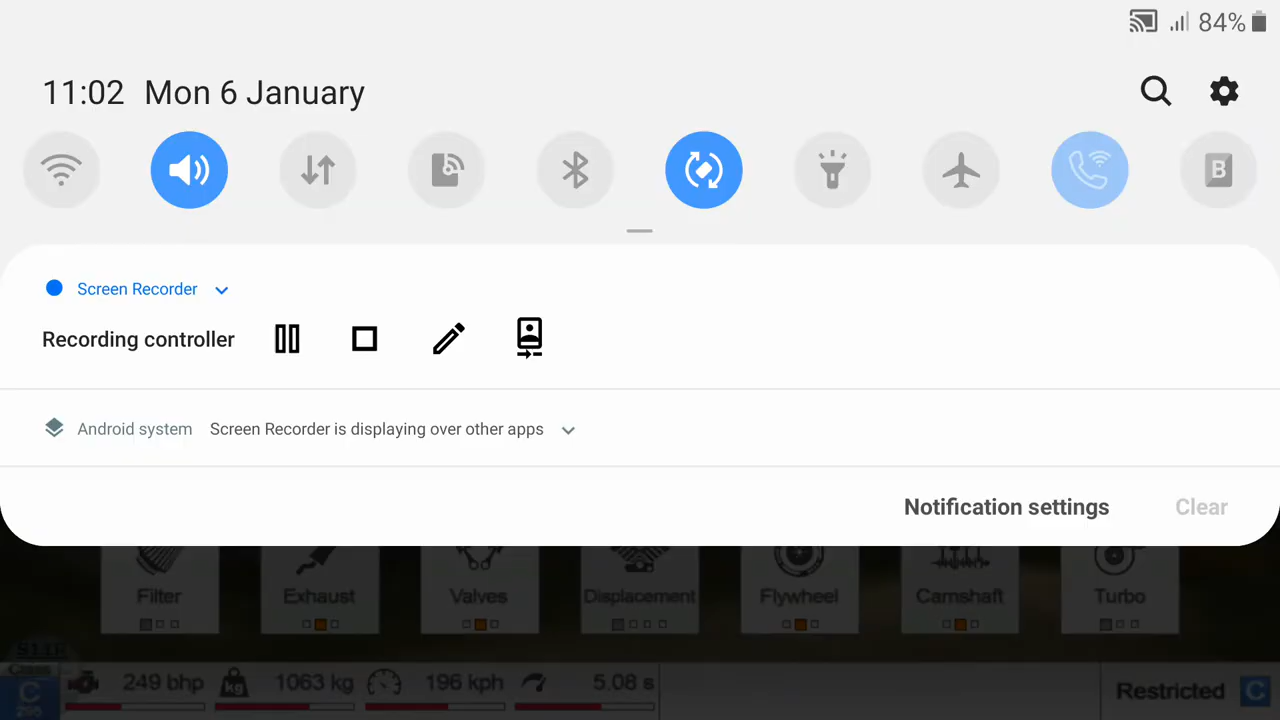 84%
11:02 Mon 6 January
B
Screen Recorder
Recording controller
Android system Screen Recorder is displaying over other apps
Notification settings Clear
Filter Exhaust Valves Displacement Flywheel Camshaft Turbo
Class
C 249 bhp kg 1063 kg 196 kph 5.08 s Restricted C